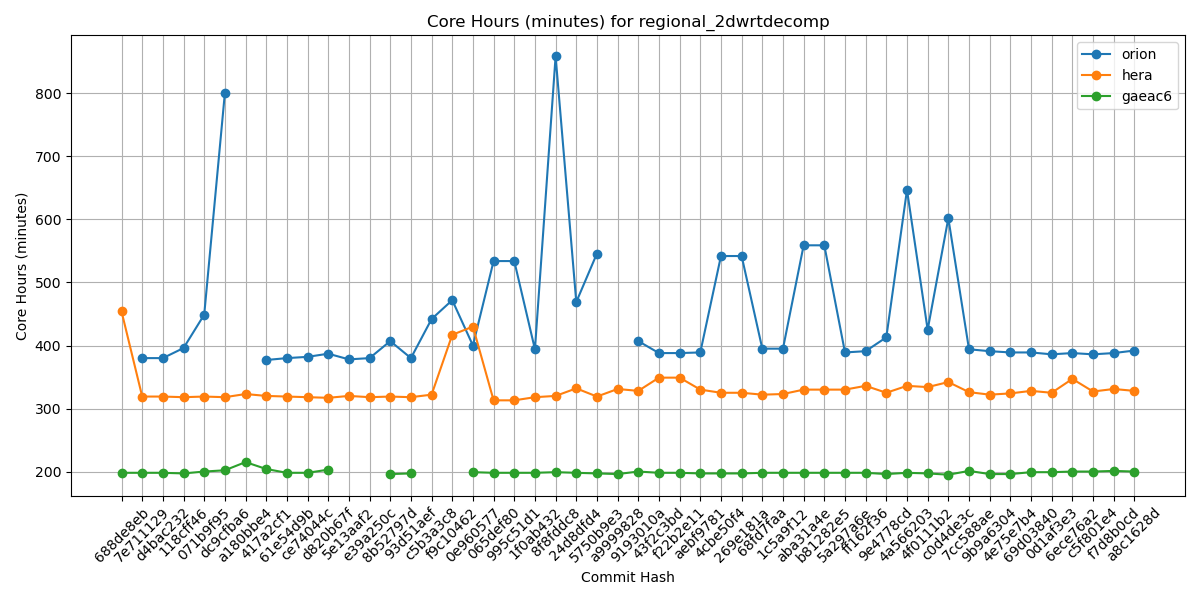 Core Hours (minutes) for regional_2dwrtdecomp
orion
hera
gaeac6
Core Hours (minutes)
800
700
600
500
400
300
200
688de8eb
7e711129
d4bac232
118cff46
071b9f95
dc9cfba6
a180bbe4
417a2cf1
61e54d9b
ce74044c
d820b67f
5e13aaf2
e39a250c
8b52797d
93d51aef
c5b3a3c8
f9c10462
0e960577
065def80
995c51d1
1f0ab432
8f8fddc8
24d8dfd4
5750b9e3
a9999828
9193010a
43f253bd
f22b2e11
aebf9781
4cbe50f4
269e181a
68fd7faa
1c5a9f12
aba31a4e
b81282e5
5a297a6e
ff162f36
9e4778cd
4a566203
4f011b2
c0d4de3c
7cc588ae
9b9a6304
4e75e7b4
69d03840
0d1af3e3
6ece76a2
c5f801e4
f7d8b0cd
a8c1628d
Commit Hash